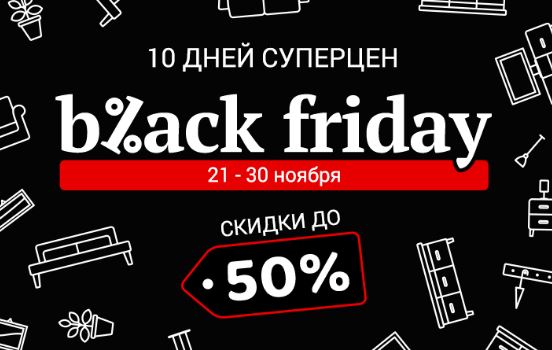 10 ДНЕЙ СУПЕРЦЕН
black friday
21 - 30 ноября
СКИДКИ ДО
50%